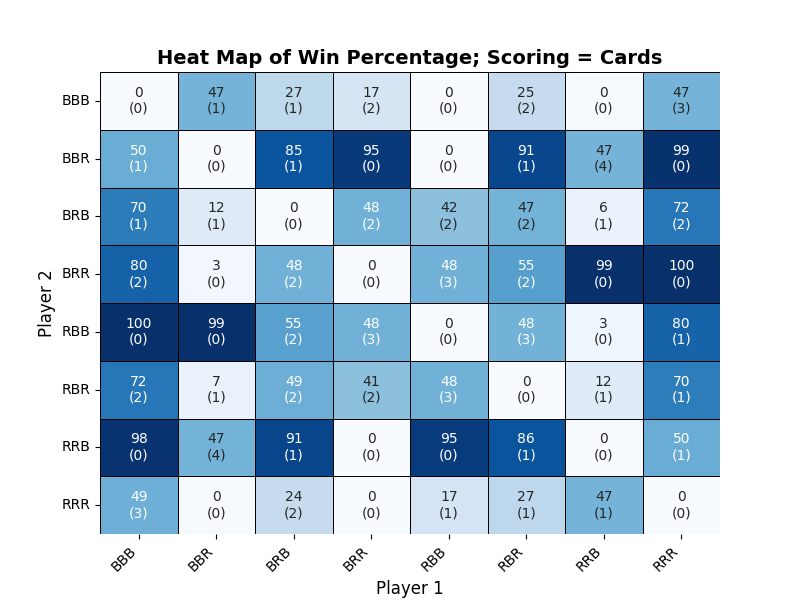 Heat Map of Win Percentage; Scoring = Cards
BBB 0 47 27 17 0 25 0 47
(0) (1) (1) (2) (0) (2) (0) (3)
BBR 50 0 85 95 0 91 47 99
(1) (0) (1) (0) (0) (1) (4) (0)
BRB 70 12 0 48 42 47 6 72
(1) (1) (0) (2) (2) (2) (1) (2)
BRR 80 3 48 0 48 55 99 100
(2) (0) (2) (0) (3) (2) (0) (0)
RBB 100 99 55 48 0 48 3 80
(0) (0) (2) (3) (0) (3) (0) (1)
RBR 72 7 49 41 48 0 12 70
(2) (1) (2) (2) (3) (0) (1) (1)
RRB 98 47 91 0 95 86 0 50
(0) (4) (1) (0) (0) (1) (0) (1)
RRR 49 0 24 0 17 27 47 0
(3) (0) (2) (0) (1) (1) (1) (0)
BBB BBR BRB BRR RBB RBR RRB RRR
Player 1
Player 2